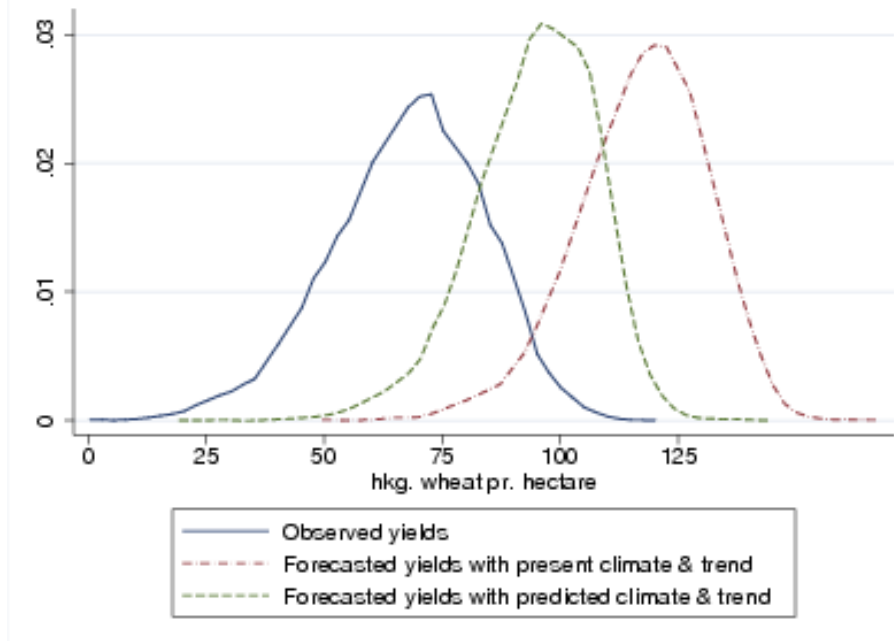 .03
.02
.01
0
0 25 50 75 100 125
hkg. wheat pr. hectare
Observed yields
Forecasted yields with present climate & trend
Forecasted yields with predicted climate & trend